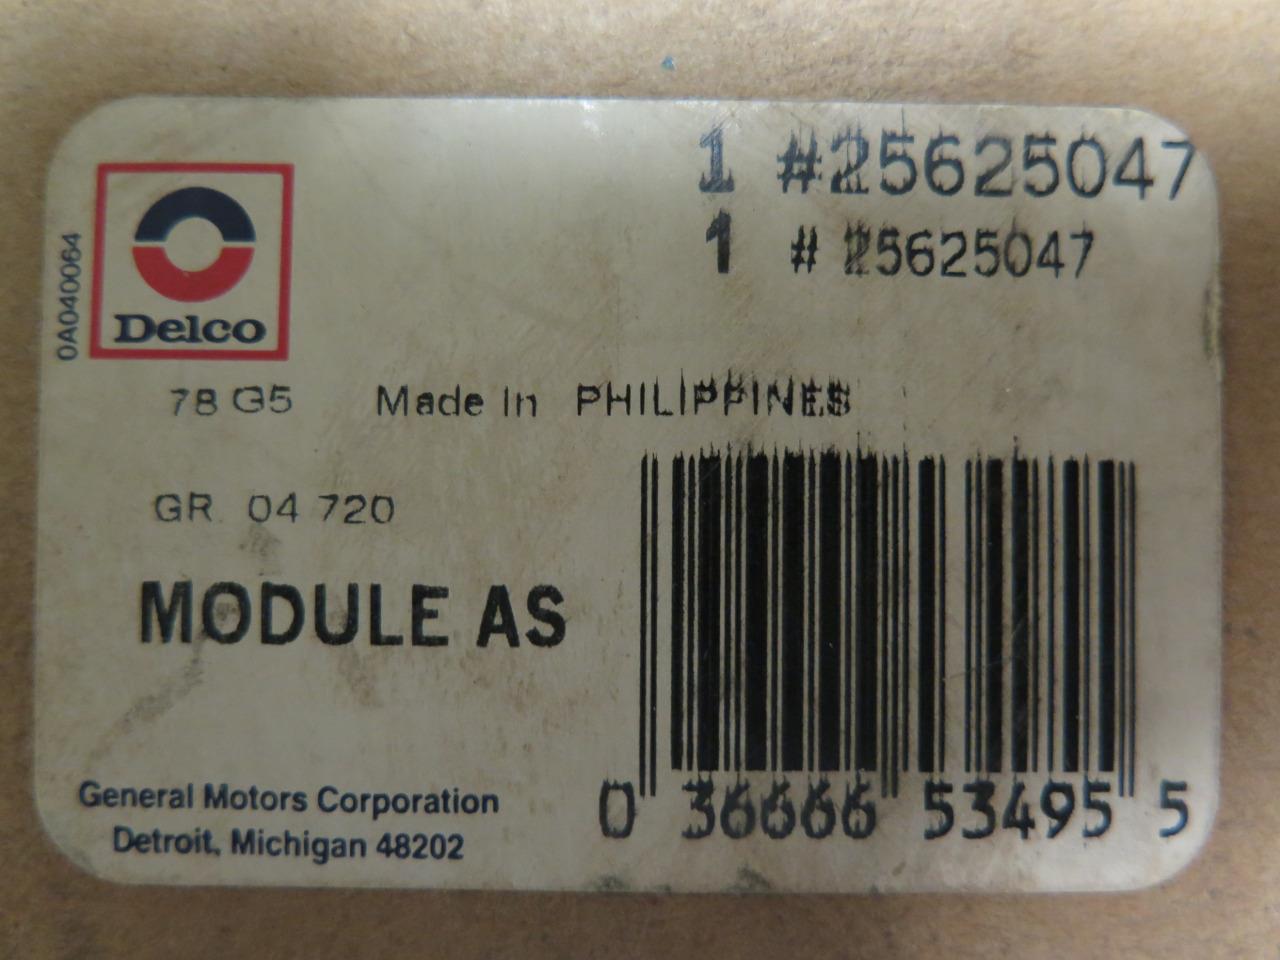 1 #25625047
1 # 25625047
Delco
0A040064
78 G5 Made In PHILIPPINES
GR 04 720
MODULE AS
General Motors Corporation
Detroit, Michigan 48202
0 36666 53495 5